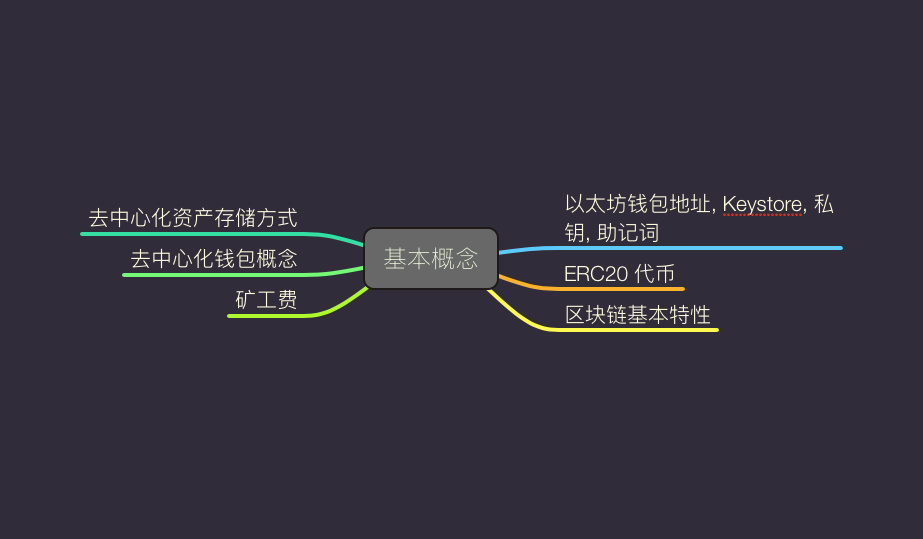 去中心化资产存储方式
去中心化钱包概念
矿工费
基本概念
以太坊钱包地址, Keystore, 私
钥, 助记词
ERC20 代币
区块链基本特性